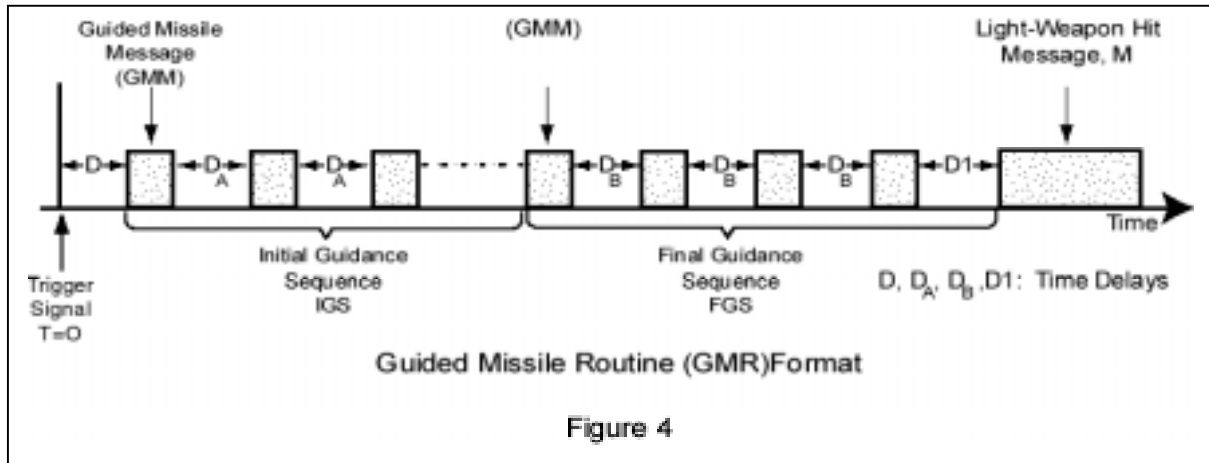 Guided Missile
Message
(GMM)
(GMM)
Light-Weapon Hit
Message, M
D
D A
D A
D B
D B
D B
D1
Time
Trigger
Signal
T=O
Initial Guidance
Sequence
IGS
Final Guidance
Sequence
FGS
D, D A, D B ,D1: Time Delays
Guided Missile Routine (GMR)Format
Figure 4